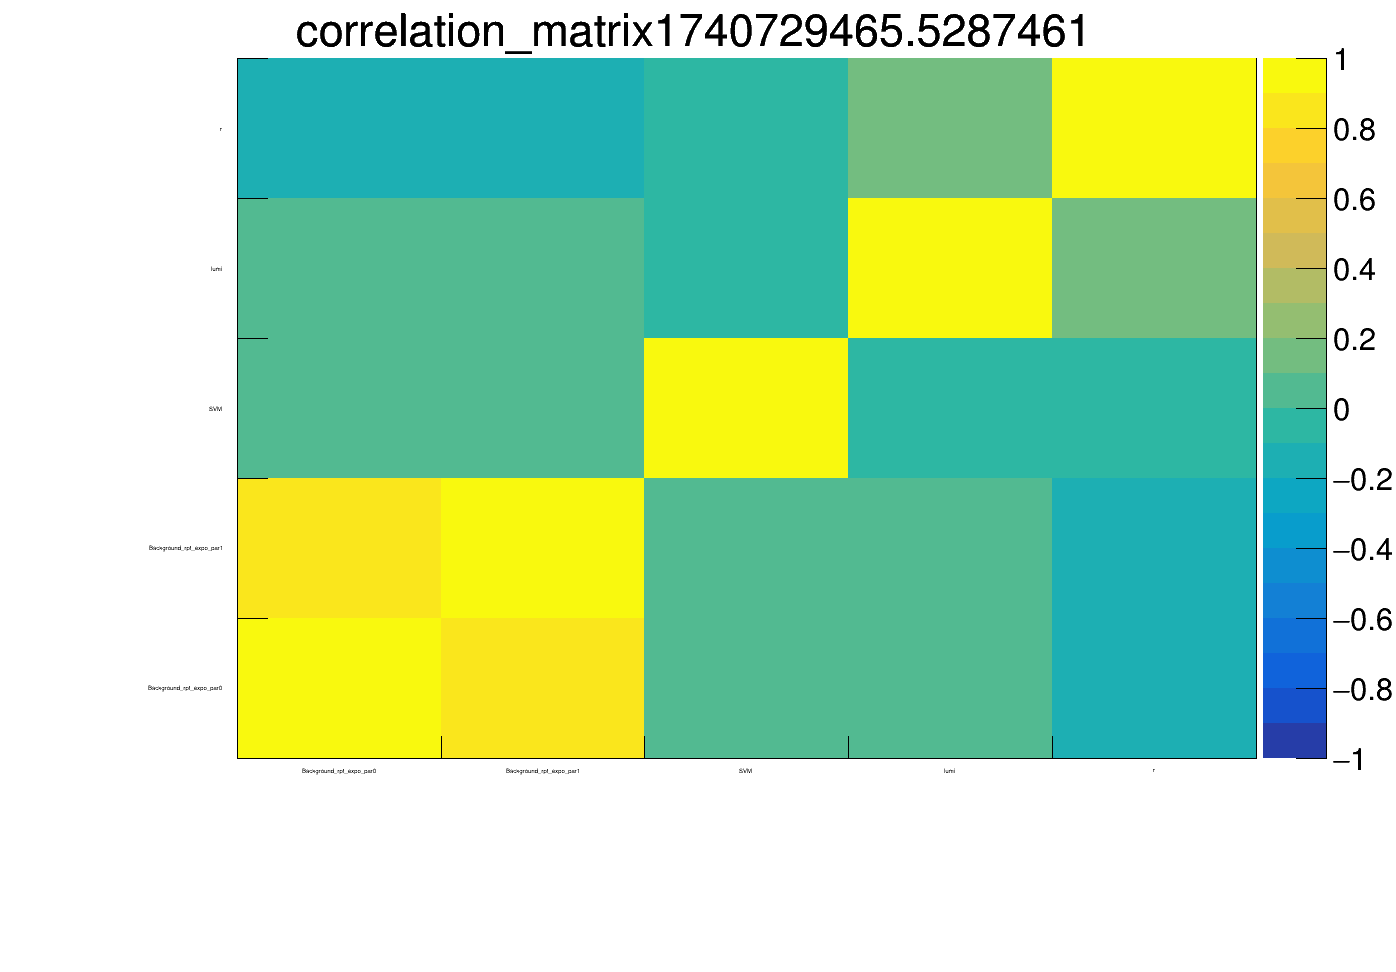 correlation_matrix1740729465.5287461
r
lumi
SVM
Background_rpf_expo_par1
Background_rpf_expo_par0
Background_rpf_expo_par0
Background_rpf_expo_par1
SVM
lumi
r
1
0.8
0.6
0.4
0.2
0
−0.2
−0.4
−0.6
−0.8
−1